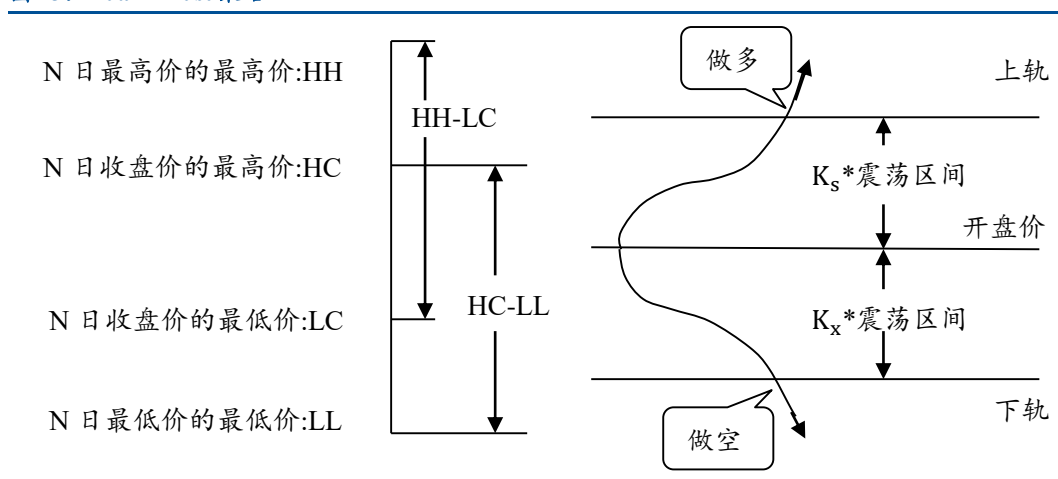 N 日最高价的最高价:HH
N 日收盘价的最高价:HC
N 日收盘价的最低价:LC
N 日最低价的最低价:LL
HH-LC
HC-LL
做多
上轨
Ks*震荡区间
开盘价
Kx*震荡区间
下轨
做空